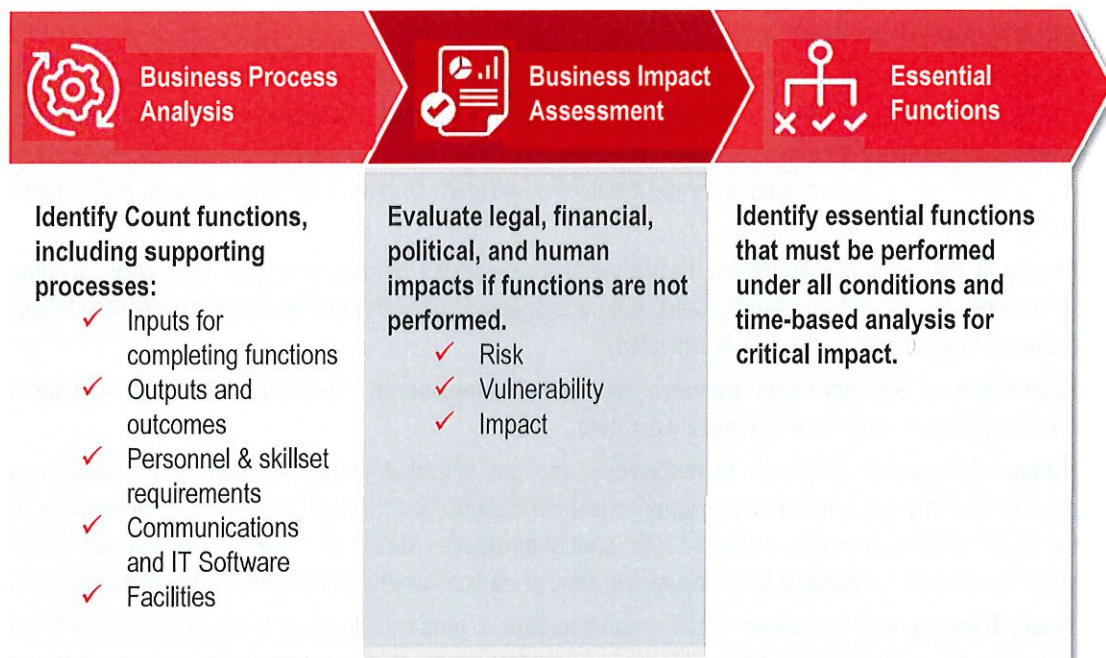 Business Process
Analysis
Business Impact
Assessment
Essential
Functions
Identify Count functions,
including supporting
processes:
✓ Inputs for
completing functions
✓ Outputs and
outcomes
✓ Personnel & skillset
requirements
✓ Communications
and IT Software
✓ Facilities
Evaluate legal, financial,
political, and human
impacts if functions are not
performed.
✓ Risk
✓ Vulnerability
✓ Impact
Identify essential functions
that must be performed
under all conditions and
time-based analysis for
critical impact.